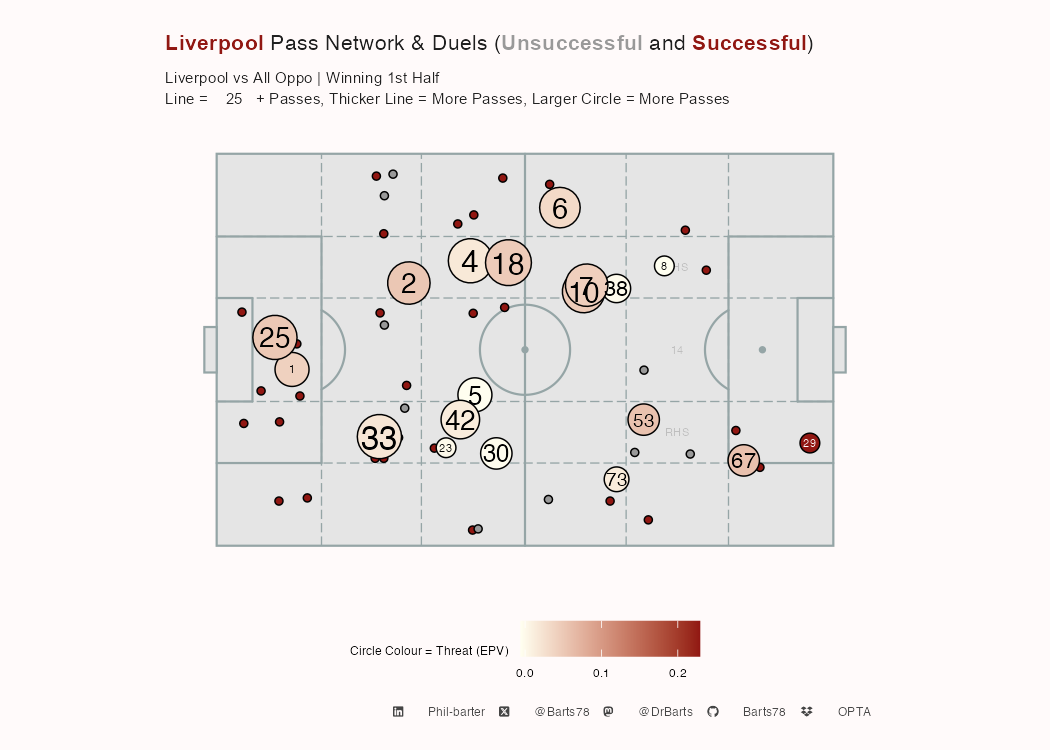 Liverpool Pass Network & Duels (Unsuccessful and Successful)
Liverpool vs All Oppo | Winning 1st Half
Line = 25 + Passes, Thicker Line = More Passes, Larger Circle = More Passes
6
4 18
2
7
10 38
8 HS
25
1
14
5
42
33
23
30
53
RHS
29
67
73
Circle Colour = Threat (EPV)
0.0 0.1 0.2
Phil-barter @Barts78 @DrBarts Barts78 OPTA